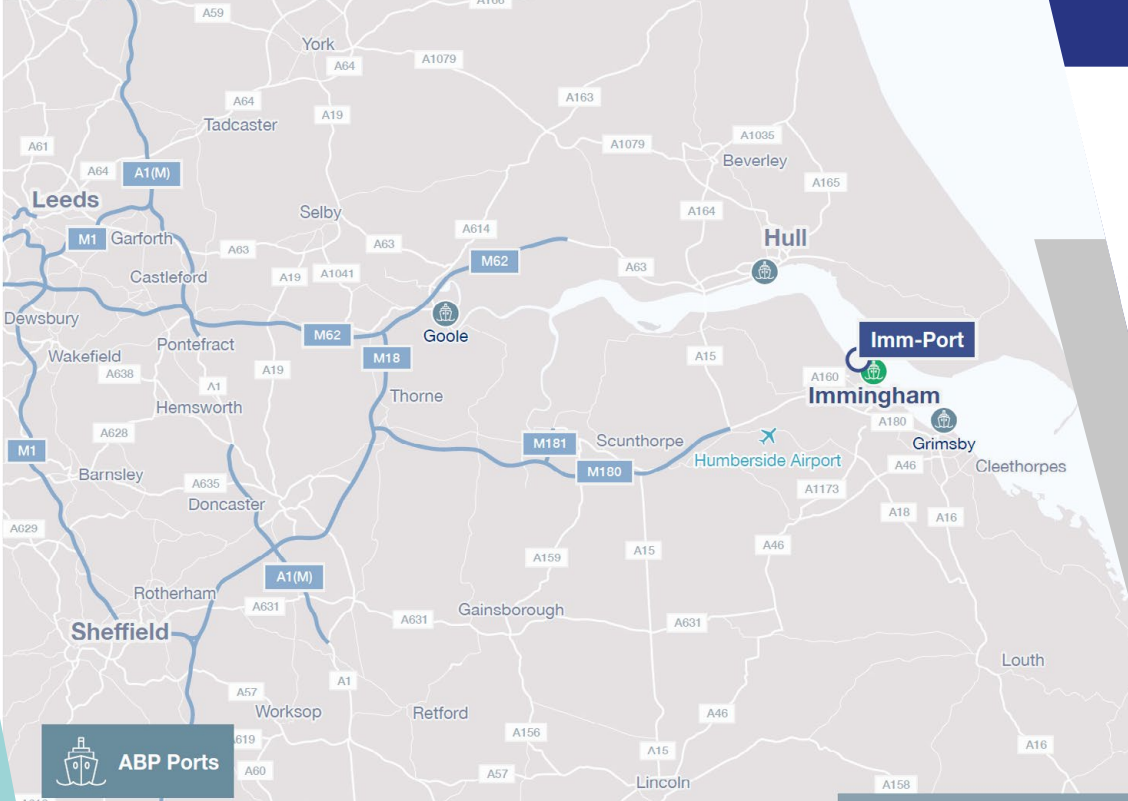 A59
A166
York
A1079
A64
A163
A64
A19
Tadcaster
A1035
A61
A1079
Beverley
A64
A1(M)
A165
Leeds
Selby
A164
A614
Hull
M1
Garforth
A63
A63
M62
A63
Castleford
A19
A1041
Dewsbury
M62
Goole
Imm-Port
Pontefract
Wakefield
M18
A15
A638
A19
A160
A1
Thorne
Immingham
Hemsworth
A628
A180
M1
M181
Scunthorpe
Grimsby
Humberside Airport
Barnsley
M180
A46
Cleethorpes
A635
A1173
Doncaster
A18
A16
A629
A159
A15
A46
A1(M)
Rotherham
A631
Gainsborough
A631
A631
Sheffield
Louth
A1
A57
Worksop
Retford
A46
A156
A619
A15
A16
ABP Ports
A60
A57
Lincoln
A158